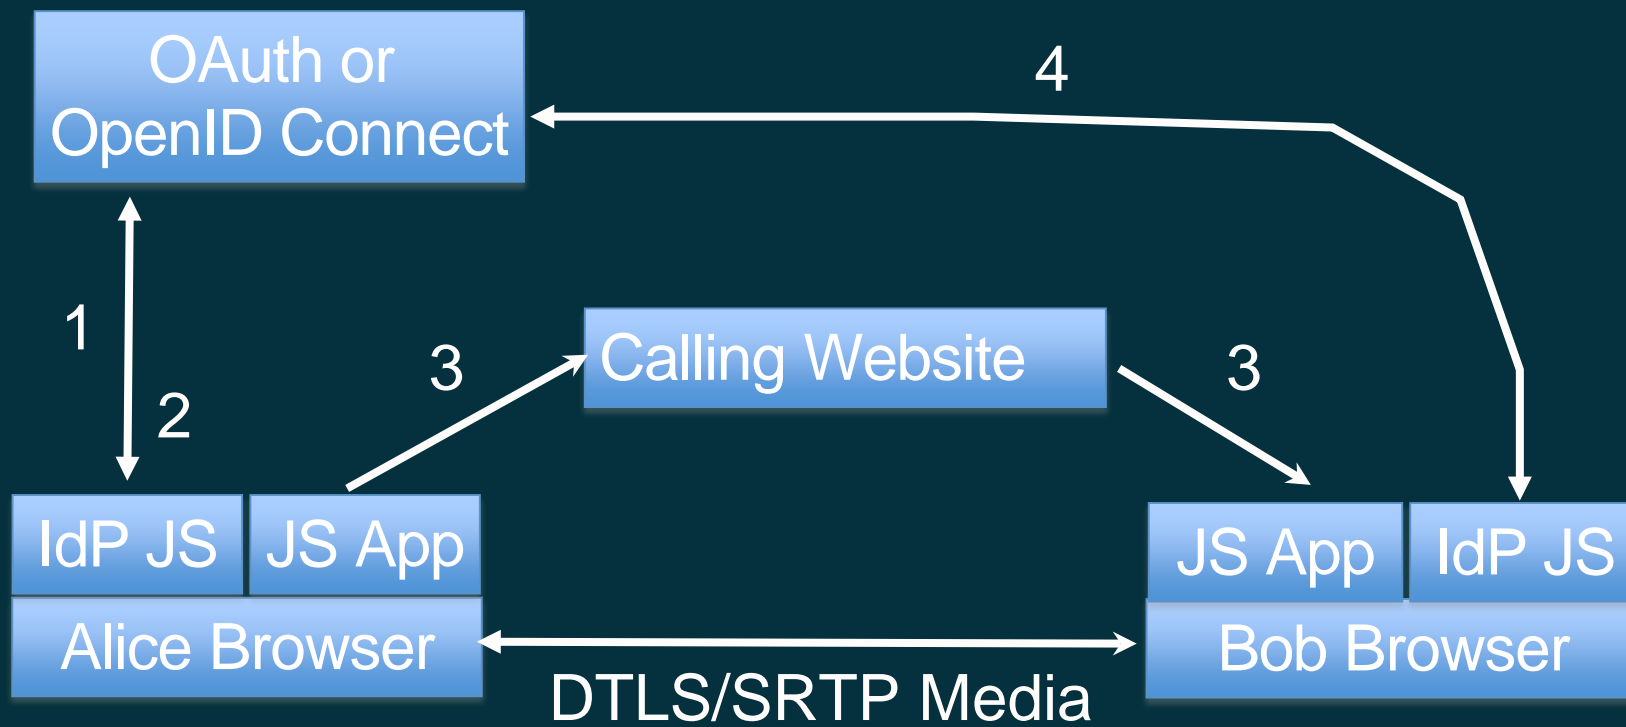 OAuth or
OpenID Connect
4
1
2
3
Calling Website
3
IdP JS
JS App
JS App
IdP JS
Alice Browser
Bob Browser
DTLS/SRTP Media